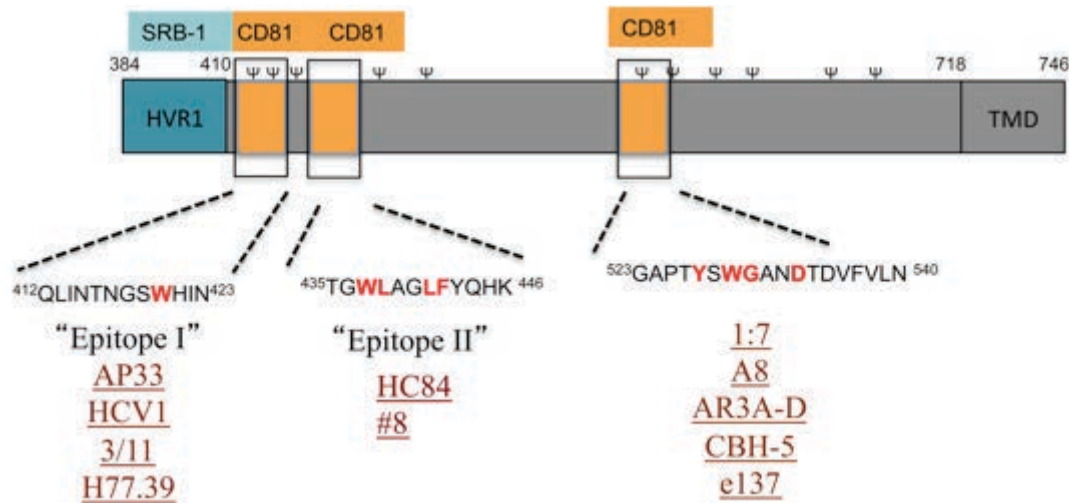 SRB-1 CD81 CD81 CD81
384 410 718 746
Ψ Ψ Ψ Ψ Ψ Ψ Ψ Ψ Ψ Ψ Ψ
HVR1 TMD
412QLINTNGSWHIN423 435TGWLAGLFYQHK 446 523GAPTYSWGANDTDVFVLN 540
“Epitope I” “Epitope II”
AP33
HCV1
3/11
H77.39
HC84
#8
1:7
A8
AR3A-D
CBH-5
e137